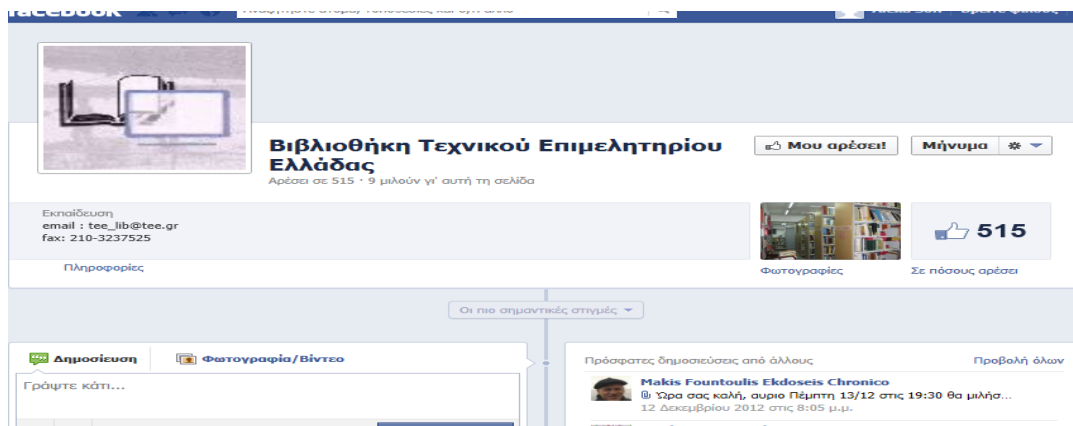 facebook
Βιβλιοθήκη Τεχνικού Επιμελητηρίου
Ελλάδας
Αρέσει σε 515 · 9 μιλούν γι' αυτή τη σελίδα
Μου αρέσει!
Μήνυμα
Εκπαίδευση
email : tee_lib@tee.gr
fax: 210-3237525
515
Πληροφορίες
Φωτογραφίες
Σε πόσους αρέσει
Οι πιο σημαντικές στιγμές
Δημοσίευση
Φωτογραφία/Βίντεο
Γράψτε κάτι...
Πρόσφατες δημοσιεύσεις από άλλους
Προβολή όλων
Makis Fountoulis Ekdoseis Chronico
Ώρα σας καλή, αυριο Πέμπτη 13/12 στις 19:30 θα μιλήσ...
12 Δεκεμβρίου 2012 στις 8:05 μ.μ.